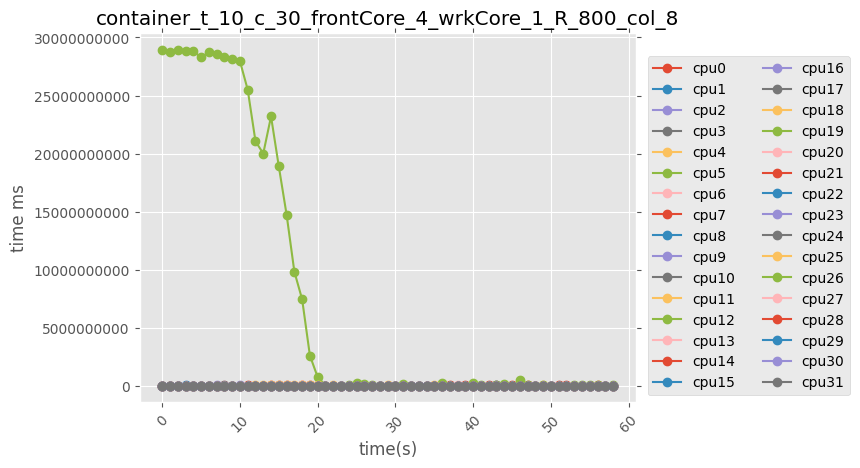 container_t_10_c_30_frontCore_4_wrkCore_1_R_800_col_8
time ms
30000000000
25000000000
20000000000
15000000000
10000000000
5000000000
0
0
10
20
30
40
50
60
time(s)
cpu0
cpu1
cpu2
cpu3
cpu4
cpu5
cpu6
cpu7
cpu8
cpu9
cpu10
cpu11
cpu12
cpu13
cpu14
cpu15
cpu16
cpu17
cpu18
cpu19
cpu20
cpu21
cpu22
cpu23
cpu24
cpu25
cpu26
cpu27
cpu28
cpu29
cpu30
cpu31